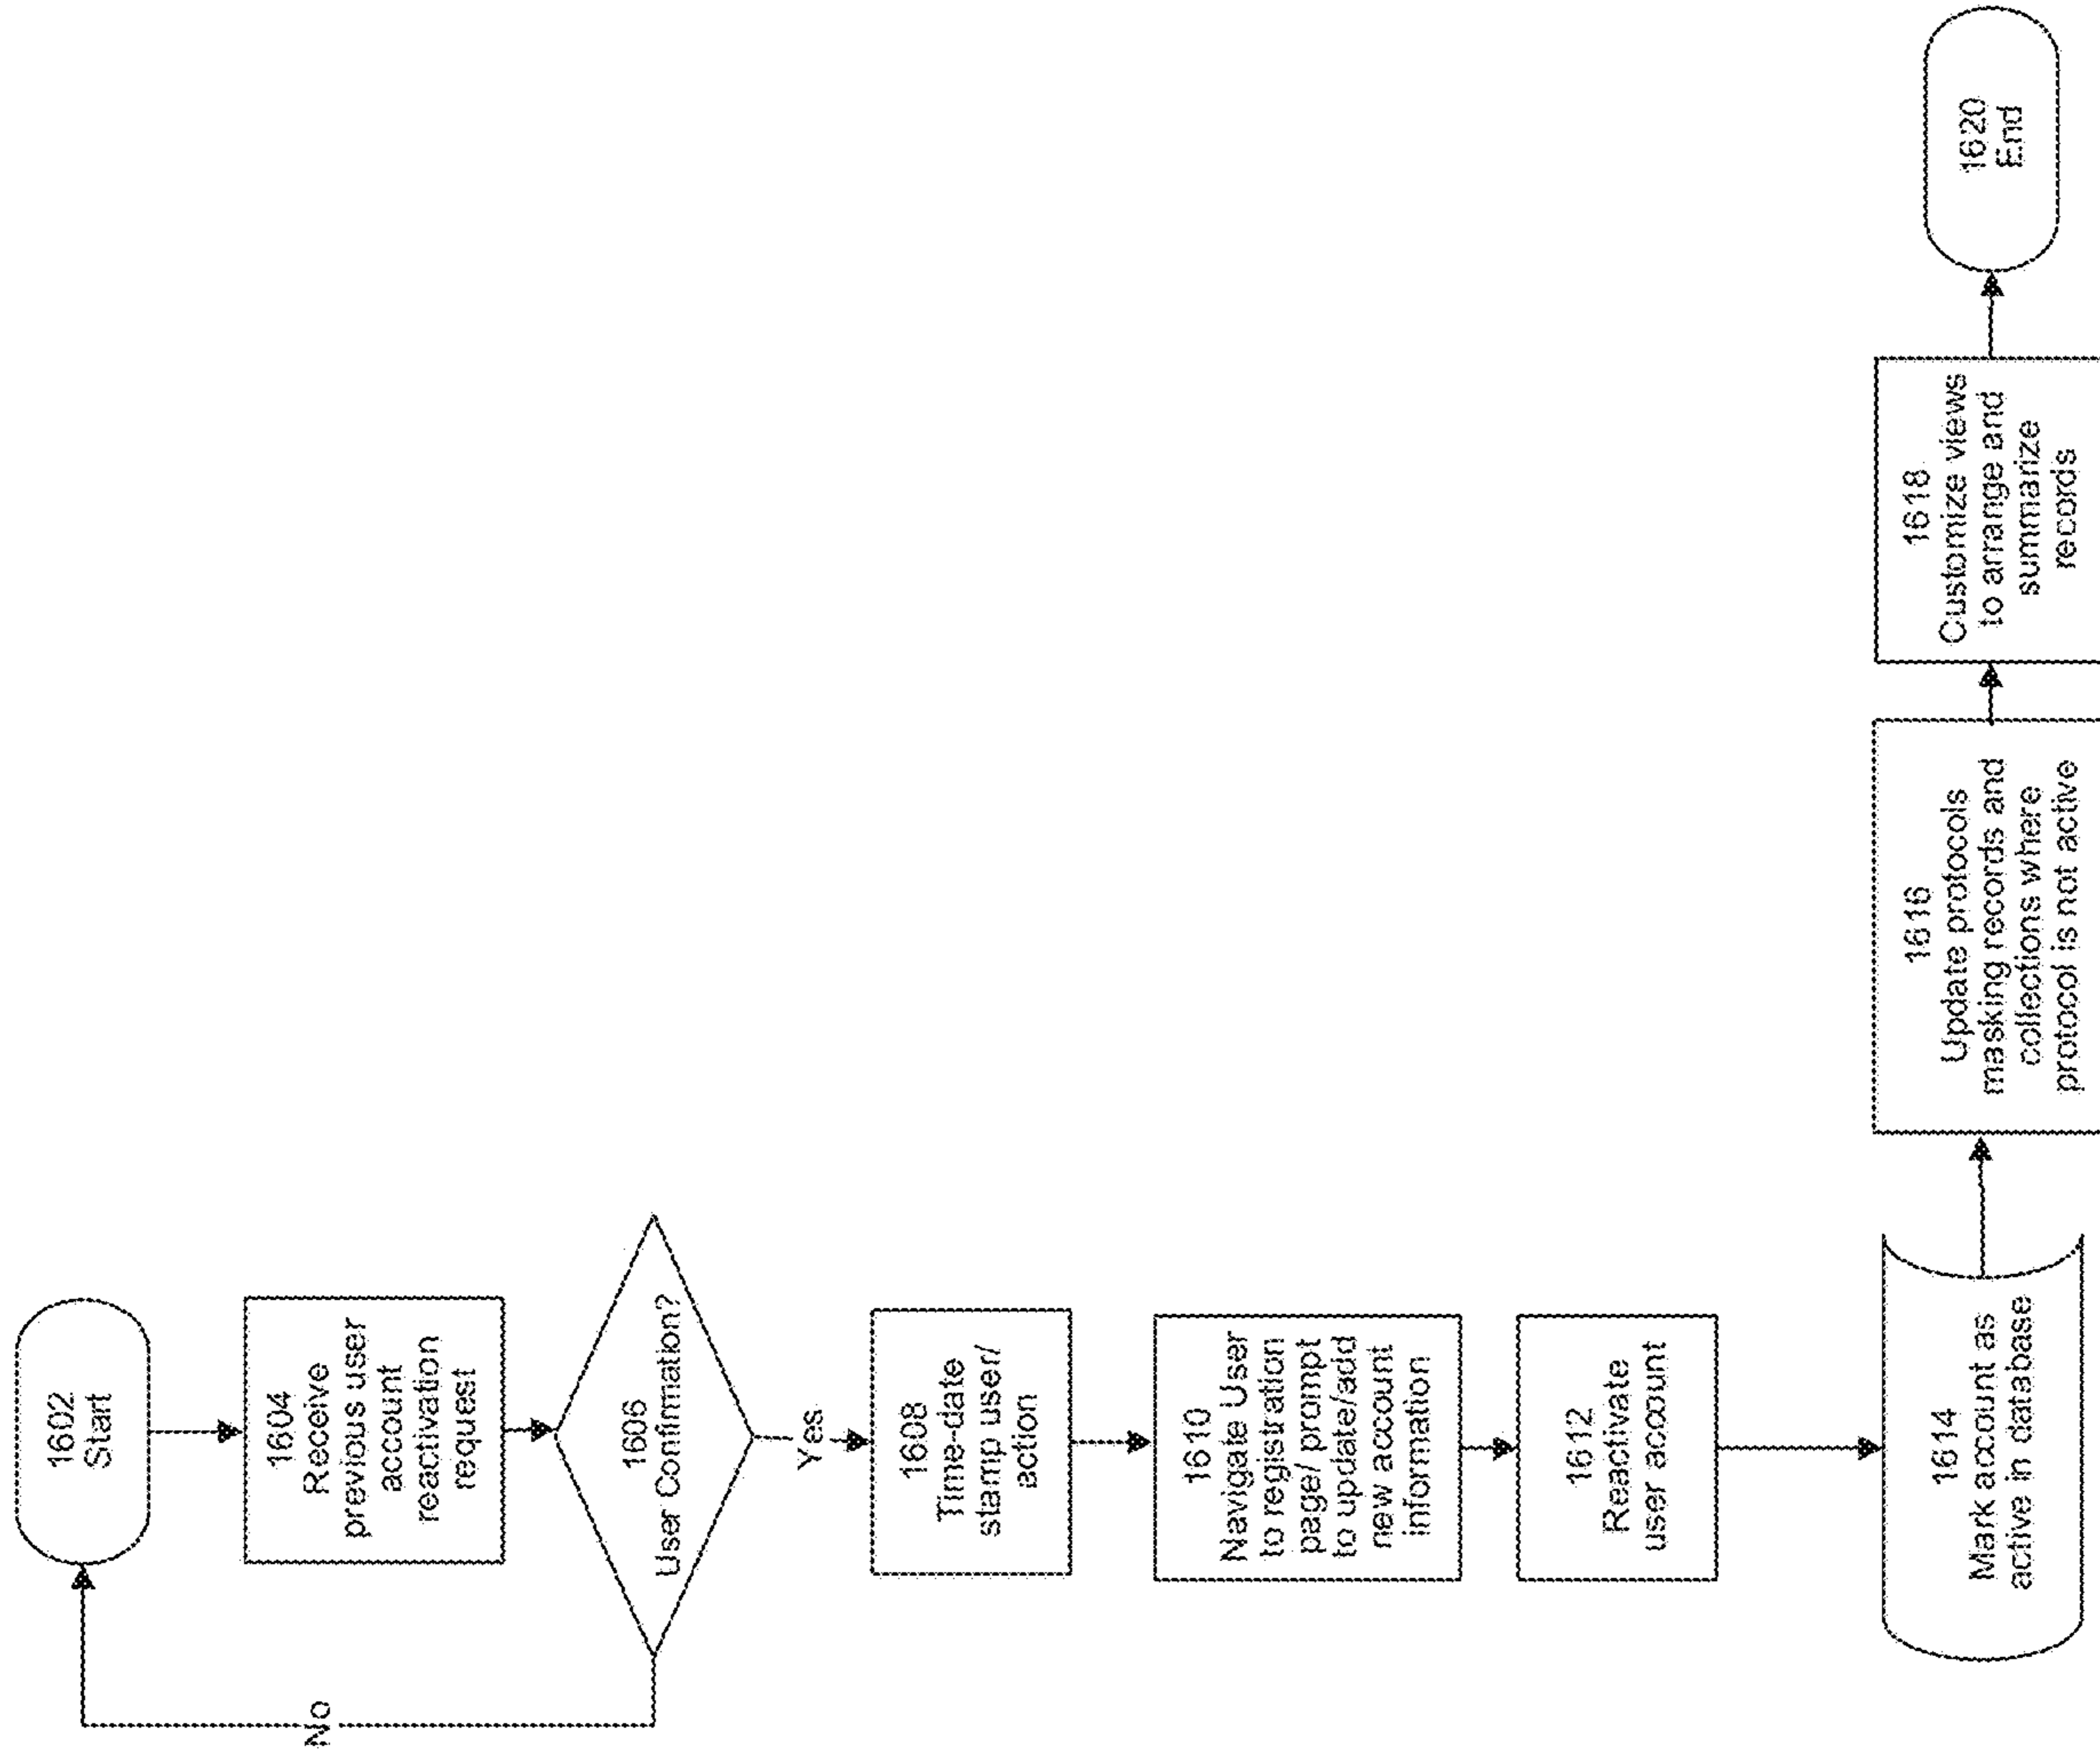 1602
Start
1604
Receive
previous user
account
reactivation
request
1606
User Confirmation?
No
Yes
1608
Time-date
stamp user/
action
1610
Navigate User
to registration
page/ prompt
to update/add
new account
information
1612
Reactivate
user account
1614
Mark account as
active in database
1616
Update protocols
masking records and
collections where
protocol is not active
1618
Customize views
to arrange and
summarize
records
1620
End